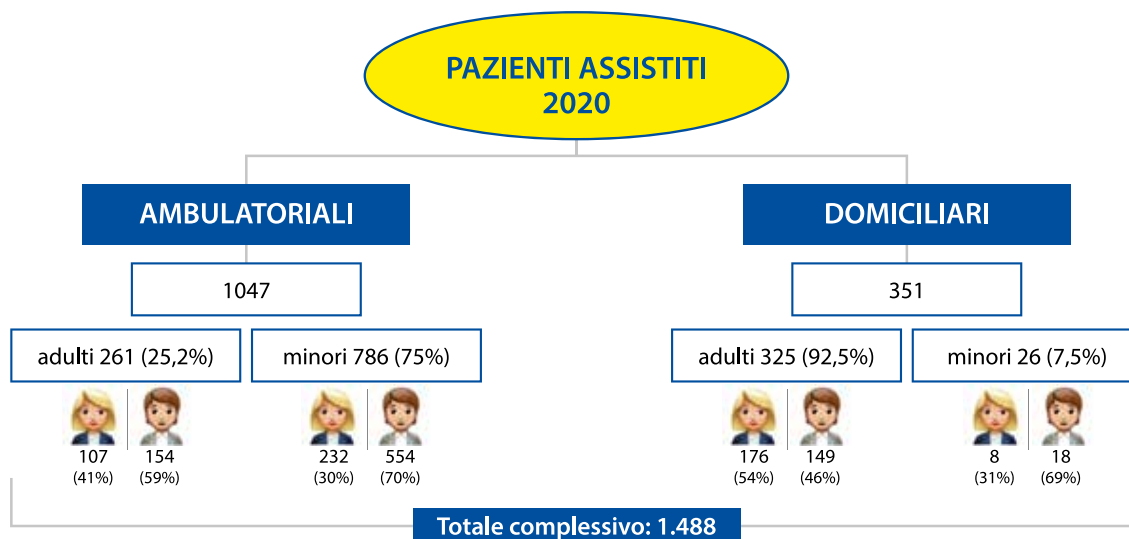 PAZIENTI ASSISTITI
2020
AMBULATORIALI
DOMICILIARI
1047
351
adulti 261 (25,2%)
minori 786 (75%)
adulti 325 (92,5%)
minori 26 (7,5%)
107
(41%)
154
(59%)
232
(30%)
554
(70%)
176
(54%)
149
(46%)
8
(31%)
18
(69%)
Totale complessivo: 1.488